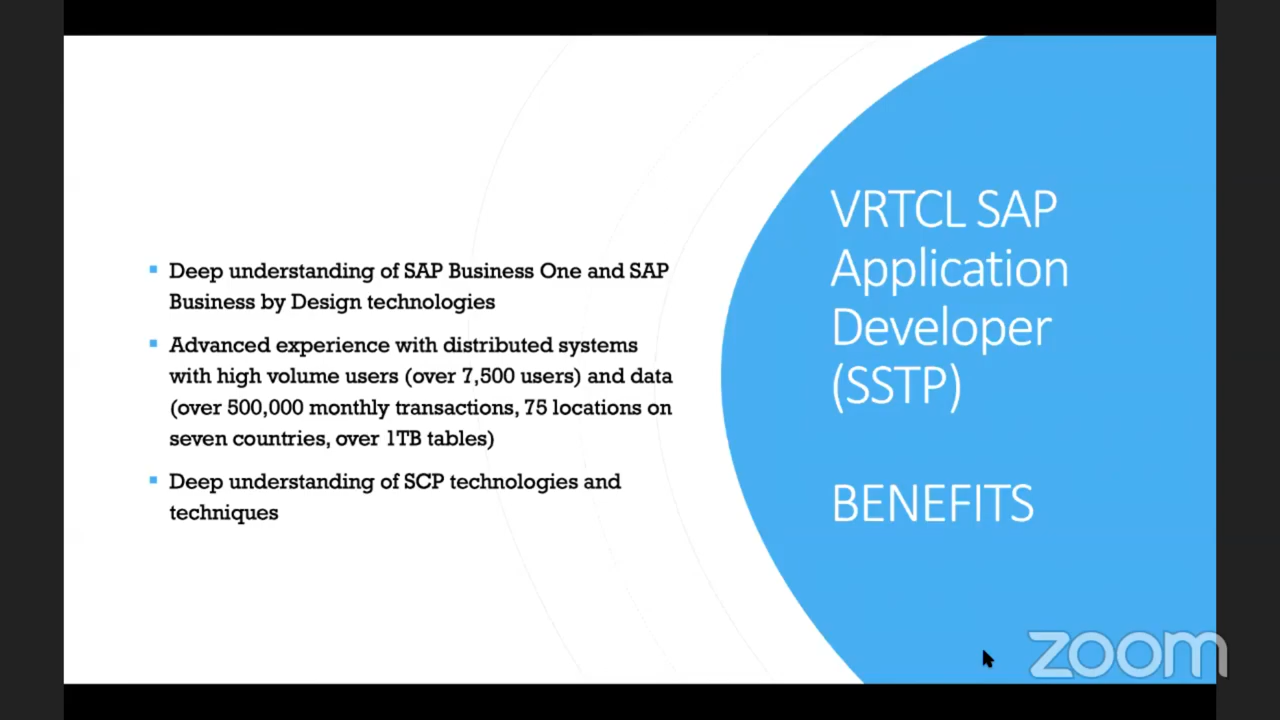 Deep understanding of SAP Business One and SAP
Business by Design technologies
Advanced experience with distributed systems
with high volume users (over 7,500 users) and data
(over 500,000 monthly transactions, 75 locations on
seven countries, over 1TB tables)
Deep understanding of SCP technologies and
techniques
VRTCL SAP
Application
Developer
(SSTP)
BENEFITS
zoom